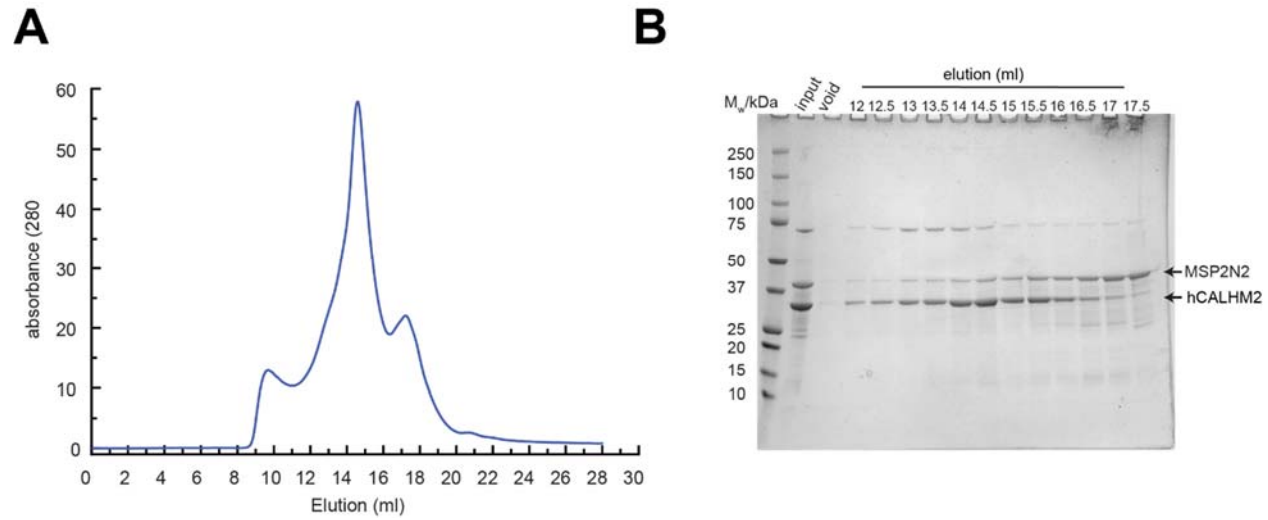 A
60
50
40
30
20
10
0
absorbance (280
0 2 4 6 8 10 12 14 16 18 20 22 24 26 28 30
Elution (ml)
B
elution (ml)
Mw/kDa input void 12 12.5 13 13.5 14 14.5 15 15.5 16 16.5 17 17.5
250
150
100
75
50
37
25
20
15
10
MSP2N2
hCALHM2